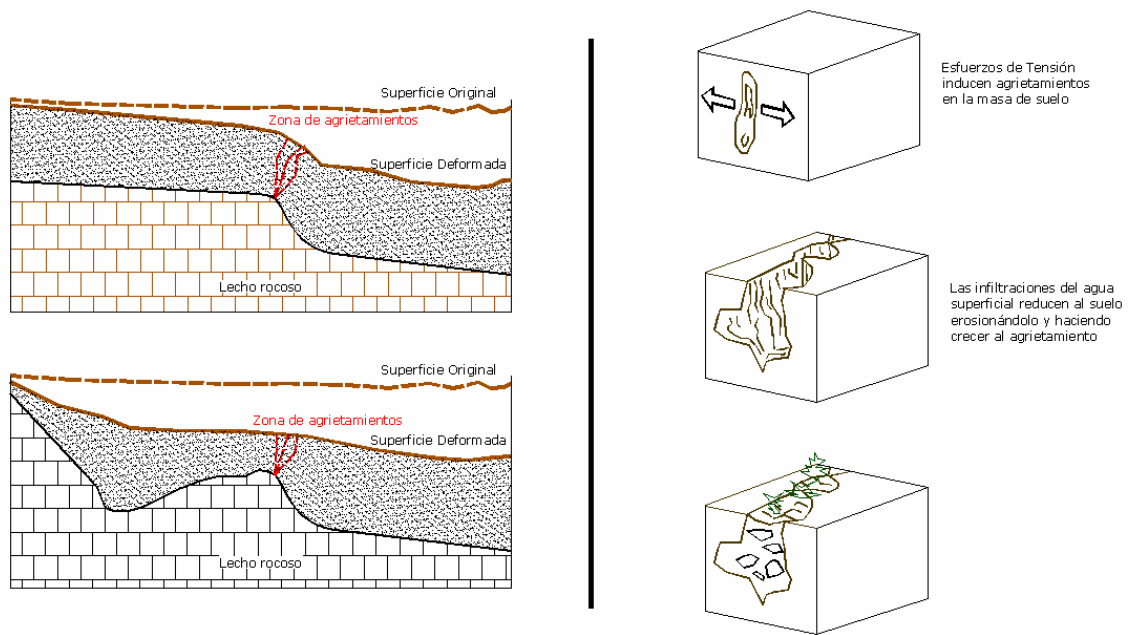 Superficie Original
Zona de agrietamientos
Superficie Deformada
Lecho rocoso
Superficie Original
Zona de agrietamientos
Superficie Deformada
Lecho rocoso
Esfuerzos de Tensión
inducen agrietamientos
en la masa de suelo
Las infiltraciones del agua
superficial reducen al suelo
erosionándolo y haciendo
crecer al agrietamiento